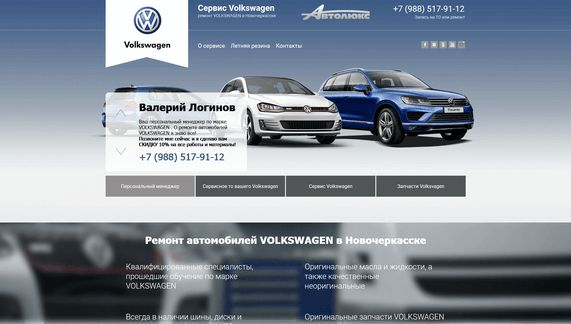 Сервис Volkswagen
ремонт VOLKSWAGEN в Новочеркасске
Автолюкс
+7 (988) 517-91-12
Запись на ТО или ремонт
Volkswagen
О сервисе Летняя резина Контакты
Валерий Логинов
Ваш персональный менеджер по марке
VOLKSWAGEN . О ремонте автомобилей
VOLKSWAGEN я знаю все!
Позвоните мне сейчас и я сделаю вам
СКИДКУ 10% на все работы и материалы!
+7 (988) 517-91-12
Персональный менеджер
Сервисное то вашего Volkswagen
Сервис Volkswagen
Запчасти Volksvagen
Ремонт автомобилей VOLKSWAGEN в Новочеркасске
Квалифицированные специалисты,
прошедшие обучение по марке
VOLKSWAGEN
Оригинальные масла и жидкости, а
также качественные
неоригинальные
Всегда в наличии шины, диски и
Оригинальные запчасти VOLKSWAGEN